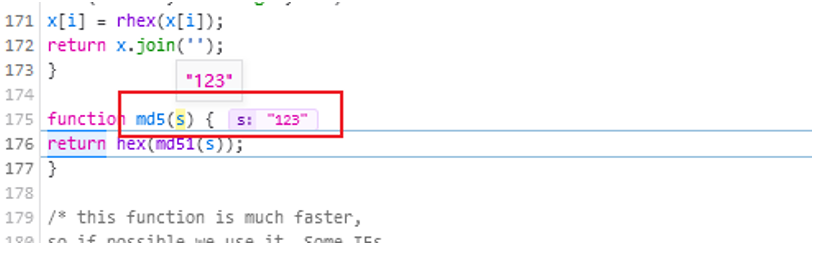 171 x[i] = rhex(x[i]);
172 return x.join('');
173 }
"123"
174
175 function md5(s) { s: "123"
176 return hex(md51(s));
177 }
178
179 /* this function is much faster,
180 so if possible we use it. Some IEs